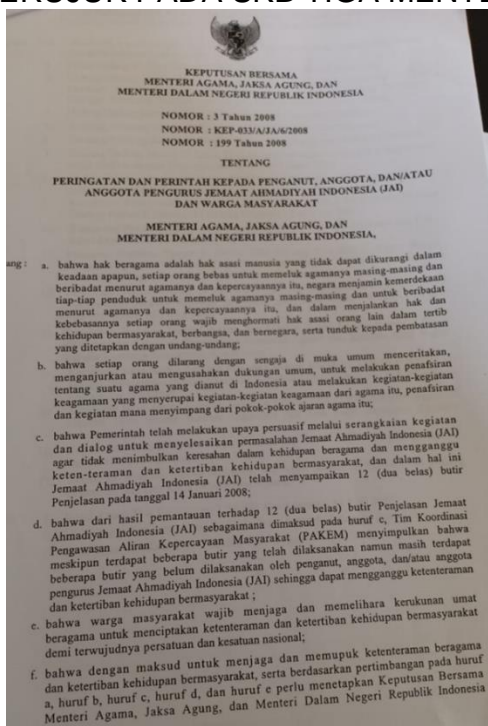 KEPUTUSAN BERSAMA
MENTERI AGAMA, JAKSA AGUNG, DAN
MENTERI DALAM NEGERI REPUBLIK INDONESIA
NOMOR : 3 Tahun 2008
NOMOR : KEP-033/A/JA/6/2008
NOMOR : 199 Tahun 2008
TENTANG
PERINGATAN DAN PERINTAH KEPADA PENGANUT, ANGGOTA, DAN/ATAU
ANGGOTA PENGURUS JEMAAT AHMADIYAH INDONESIA (JAI)
DAN WARGA MASYARAKAT
MENTERI AGAMA, JAKSA AGUNG, DAN
MENTERI DALAM NEGERI REPUBLIK INDONESIA,
ang : a. bahwa hak beragama adalah hak asasi manusia yang tidak dapat dikurangi dalam
keadaan apapun, setiap orang bebas untuk memeluk agamanya masing-masing dan
beribadat menurut agamanya dan kepercayaannya itu, negara menjamin kemerdekaan
tiap-tiap penduduk untuk memeluk agamanya masing-masing dan untuk beribadat
menurut agamanya dan kepercayaannya itu, dan dalam menjalankan hak dan
kebebasannya setiap orang wajib menghormati hak asasi orang lain dalam tertib
kehidupan bermasyarakat, berbangsa, dan bernegara, serta tunduk kepada pembatasan
yang ditetapkan dengan undang-undang;
b. bahwa setiap orang dilarang dengan sengaja di muka umum menceritakan,
menganjurkan atau mengusahakan dukungan umum, untuk melakukan penafsiran
tentang suatu agama yang dianut di Indonesia atau melakukan kegiatan-kegiatan
keagamaan yang menyerupai kegiatan-kegiatan keagamaan dari agama itu, penafsiran
dan kegiatan mana menyimpang dari pokok-pokok ajaran agama itu;
c. bahwa Pemerintah telah melakukan upaya persuasif melalui serangkaian kegiatan
dan dialog untuk menyelesaikan permasalahan Jemaat Ahmadiyah Indonesia (JAI)
agar tidak menimbulkan keresahan dalam kehidupan beragama dan mengganggu
keten-teraman dan ketertiban kehidupan bermasyarakat, dan dalam hal ini
Jemaat Ahmadiyah Indonesia (JAI) telah menyampaikan 12 (dua belas) butir
Penjelasan pada tanggal 14 Januari 2008;
d. bahwa dari hasil pemantauan terhadap 12 (dua belas) butir Penjelasan Jemaat
Ahmadiyah Indonesia (JAI) sebagaimana dimaksud pada huruf c, Tim Koordinasi
Pengawasan Aliran Kepercayaan Masyarakat (PAKEM) menyimpulkan bahwa
meskipun terdapat beberapa butir yang telah dilaksanakan namun masih terdapat
beberapa butir yang belum dilaksanakan oleh penganut, anggota, dan/atau anggota
pengurus Jemaat Ahmadiyah Indonesia (JAI) sehingga dapat mengganggu ketenteraman
dan ketertiban kehidupan bermasyarakat ;
e. bahwa warga masyarakat wajib menjaga dan memelihara kerukunan umat
beragama untuk menciptakan ketenteraman dan ketertiban kehidupan bermasyarakat
demi terwujudnya persatuan dan kesatuan nasional;
f. bahwa dengan maksud untuk menjaga dan memupuk ketenteraman beragama
dan ketertiban kehidupan bermasyarakat, serta berdasarkan pertimbangan pada huruf
a, huruf b, huruf c, huruf d, dan huruf e perlu menetapkan Keputusan Bersama
Menteri Agama, Jaksa Agung, dan Menteri Dalam Negeri Republik Indonesia